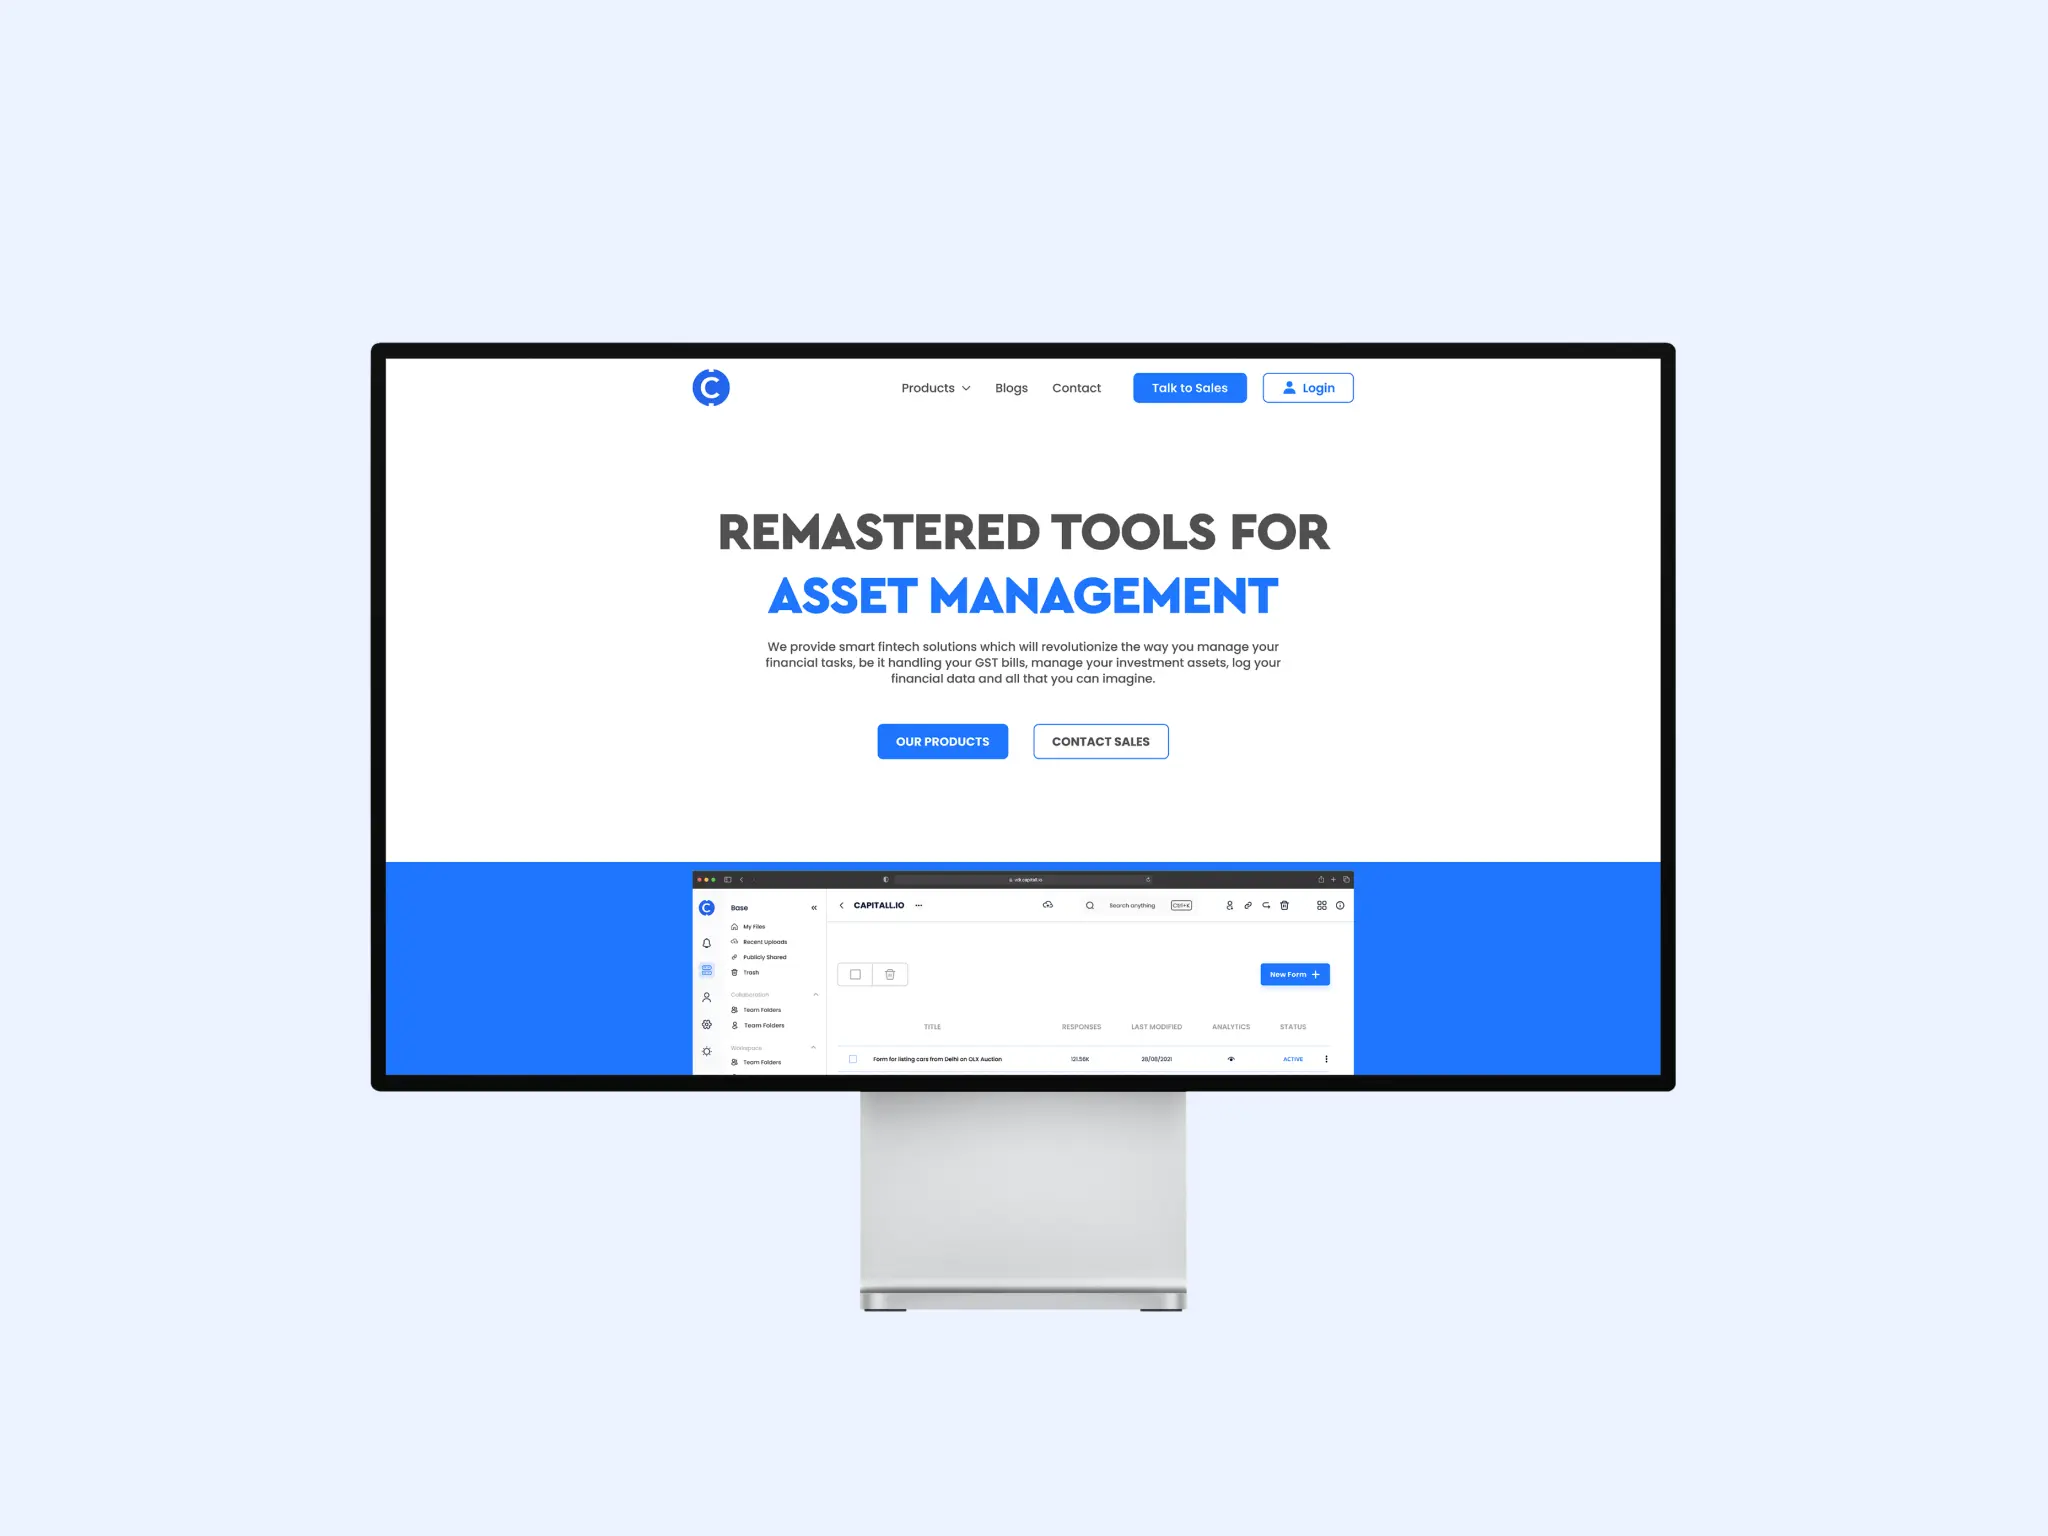 C
Products Blogs Contact Talk to Sales Login
REMASTERED TOOLS FOR
ASSET MANAGEMENT
We provide smart fintech solutions which will revolutionize the way you manage your
financial tasks, be it handling your GST bills, manage your investment assets, log your
financial data and all that you can imagine.
OUR PRODUCTS CONTACT SALES
C Base
CAPITALL.IO Search anything Ctrl+K
My Files
Recent Uploads
Publicly Shared
Trash
New Form
Collaboration
Team Folders
Team Folders
TITLE RESPONSES LAST MODIFIED ANALYTICS STATUS
Workspace
Team Folders
Form for listing cars from Delhi on OLX Auction 121.56K 28/08/2021 ACTIVE